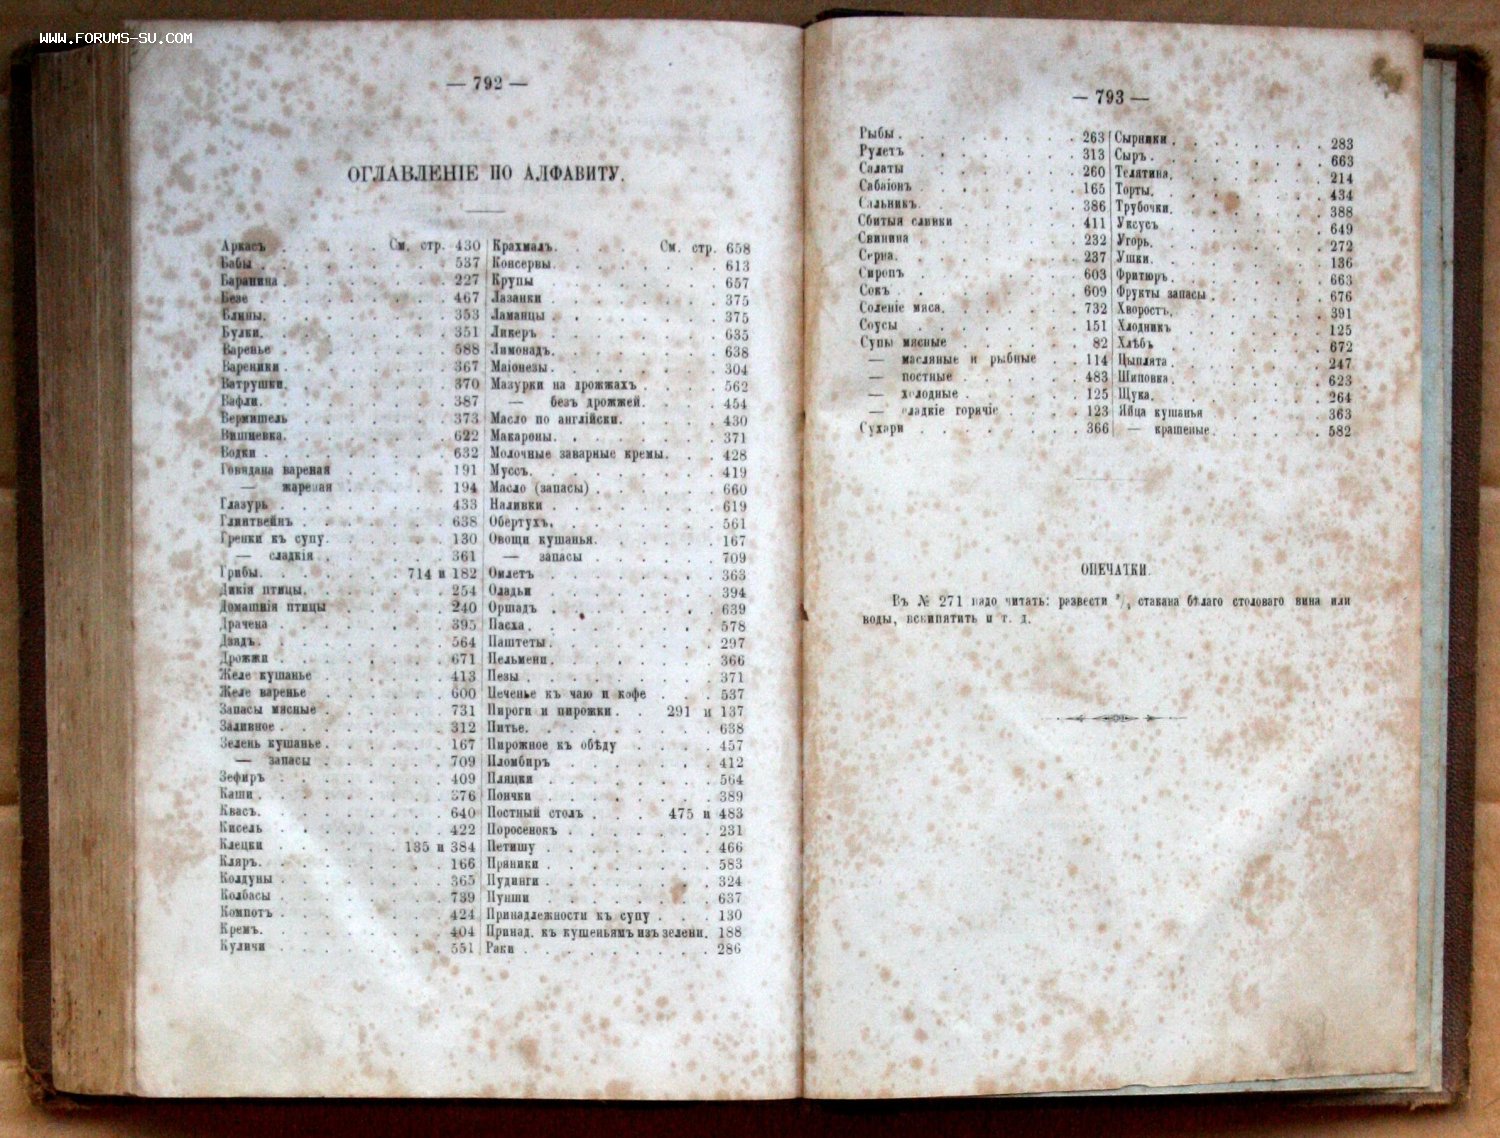 WWW.FORUMS-SU.COM
— 792 —
ОГЛАВЛЕНІЕ ПО АЛФАВИТУ.
Аркасъ . . . . . См. стр. 430
Бабы . . . . . 537
Баранина . . . . . 227
Безе . . . . . 467
Блины. . . . . 353
Булки. . . . . 351
Варенье . . . . . 588
Вареники . . . . . 367
Ватрушки. . . . . 370
Вафли. . . . . 387
Вермишель . . . . . 373
Вишневка. . . . . 622
Водки . . . . . 632
Говядина вареная . . . . . 191
— жареная . . . . . 194
Глазурь . . . . . 433
Глинтвейнъ . . . . . 638
Гренки къ супу. . . . . 130
— сладкія . . . . . 361
Грибы. . . . . 714 и 182
Дикія птицы. . . . . 254
Домашнія птицы . . . . . 240
Драчена . . . . . 395
Дзядъ. . . . . 564
Дрожжи . . . . . 671
Желе кушанье . . . . . 413
Желе варенье . . . . . 600
Запасы мясные . . . . . 731
Заливное . . . . . 312
Зелень кушанье . . . . . 167
— запасы . . . . . 709
Зефиръ . . . . . 409
Каши . . . . . 376
Квасъ. . . . . 640
Кисель . . . . . 422
Клецки . . . . . 135 и 384
Кляръ. . . . . 166
Колдуны . . . . . 365
Колбасы . . . . . 739
Компотъ . . . . . 424
Кремъ. . . . . 404
Куличи . . . . . 551
Крахмалъ. . . . . См. стр. 658
Консервы. . . . . 613
Крупы . . . . . 657
Лазанки . . . . . 375
Ламанцы . . . . . 375
Ликеръ . . . . . 635
Лимонадъ. . . . . 638
Маіонезы. . . . . 304
Мазурки на дрожжахъ . . . . . 562
— безъ дрожжей. . . . . 454
Масло по англійски. . . . . 430
Макароны. . . . . 371
Молочные заварные кремы. . . 428
Муссъ. . . . . 419
Масло (запасы) . . . . . 660
Наливки . . . . . 619
Обертухъ. . . . . 561
Овощи кушанья. . . . . 167
— запасы . . . . . 709
Омлетъ . . . . . 363
Оладьи . . . . . 394
Оршадъ . . . . . 639
Пасха . . . . . 578
Паштеты. . . . . 297
Пельмени. . . . . 366
Пезы . . . . . 371
Печенье къ чаю и кофе . . . 537
Пироги и пирожки. . 291 и 137
Питье. . . . . 638
Пирожное къ обѣду . . . . 457
Пломбиръ . . . . . 412
Пляцки . . . . . 564
Пончки . . . . . 389
Постный столъ . . . 475 и 483
Поросенокъ . . . . . 231
Петишу . . . . . 466
Пряники . . . . . 583
Пудинги . . . . . 324
Пунши . . . . . 637
Принадлежности къ супу . . . 130
Принад. къ кушеньямъ изъ зелени. 188
Раки . . . . . 286
— 793 —
Рыбы . . . . . 263
Рулетъ . . . . . 313
Салаты . . . . . 260
Сабаіонъ . . . . . 165
Сальникъ. . . . . 386
Сбитыя сливки . . . . . 411
Свинина . . . . . 232
Серна. . . . . 237
Сиропъ . . . . . 603
Сокъ . . . . . 609
Соленіе мяса. . . . . 732
Соусы . . . . . 151
Супы мясные . . . . . 82
— масляные и рыбные . . 114
— постные . . . . . 483
— холодные . . . . . 125
— сладкіе горячіе . . . . 123
Сухари . . . . . 366
Сырники . . . . . 283
Сыръ . . . . . 663
Телятина. . . . . 214
Торты. . . . . 434
Трубочки. . . . . 388
Уксусъ . . . . . 649
Угорь. . . . . 272
Ушки. . . . . 136
Фритюръ . . . . . 663
Фрукты запасы . . . . . 676
Хворостъ. . . . . 391
Хлодникъ . . . . . 125
Хлѣбъ . . . . . 672
Цыплята . . . . . 247
Шиповка . . . . . 623
Щука. . . . . 264
Яйца кушанья . . . . . 363
— крашеные . . . . . 582
ОПЕЧАТКИ.
Въ № 271 надо читать: развести стакана бѣлаго столоваго вина или
воды, вскипятить и т. д.